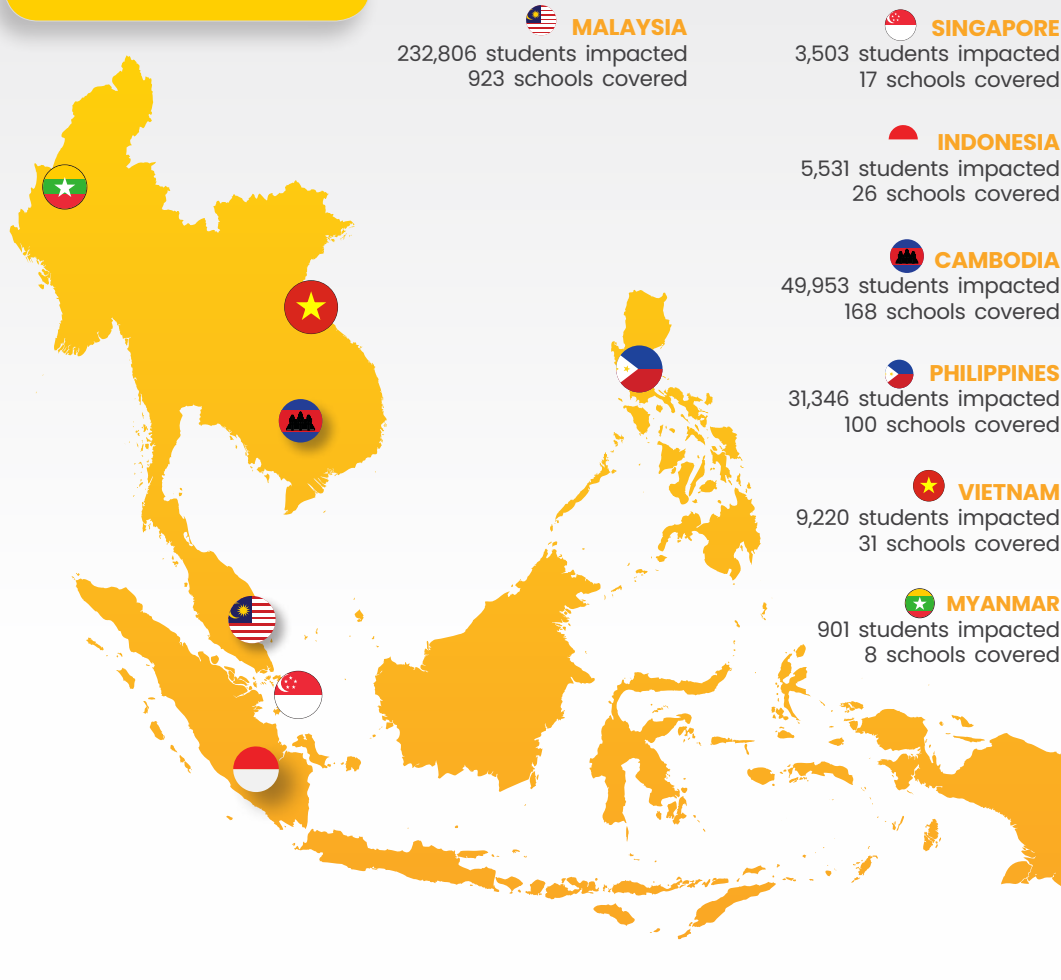 MALAYSIA
232,806 students impacted
923 schools covered
SINGAPORE
3,503 students impacted
17 schools covered
INDONESIA
5,531 students impacted
26 schools covered
CAMBODIA
49,953 students impacted
168 schools covered
PHILIPPINES
31,346 students impacted
100 schools covered
VIETNAM
9,220 students impacted
31 schools covered
MYANMAR
901 students impacted
8 schools covered